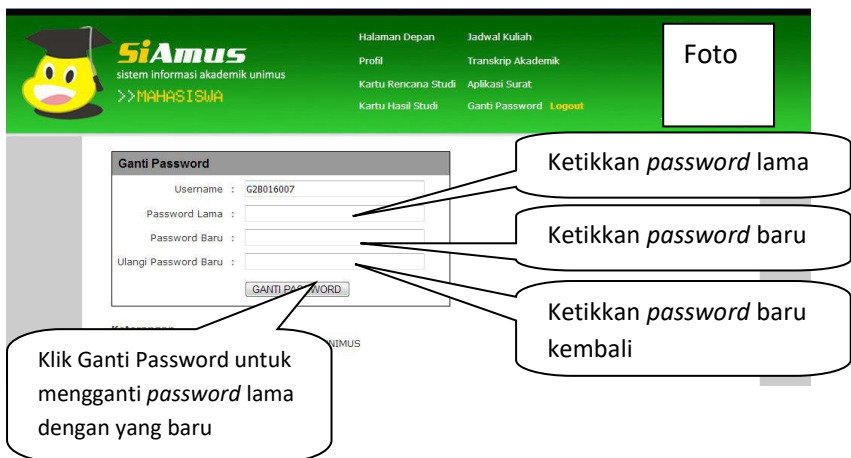 Halaman Depan
Jadwal Kuliah
SiAmus
Profil
Transkrip Akademik
Foto
sistem informasi akademik unimus
Kartu Rencana Studi
Aplikasi Surat
>>MAHASISWA
Kartu Hasil Studi
Ganti Password Logout
Ganti Password
Username : G2B016007
Password Lama :
Password Baru :
Ulangi Password Baru :
GANTI PASSWORD
Ketikkan password lama
Ketikkan password baru
Ketikkan password baru
kembali
Keterangan
UNIMUS
Klik Ganti Password untuk
mengganti password lama
dengan yang baru